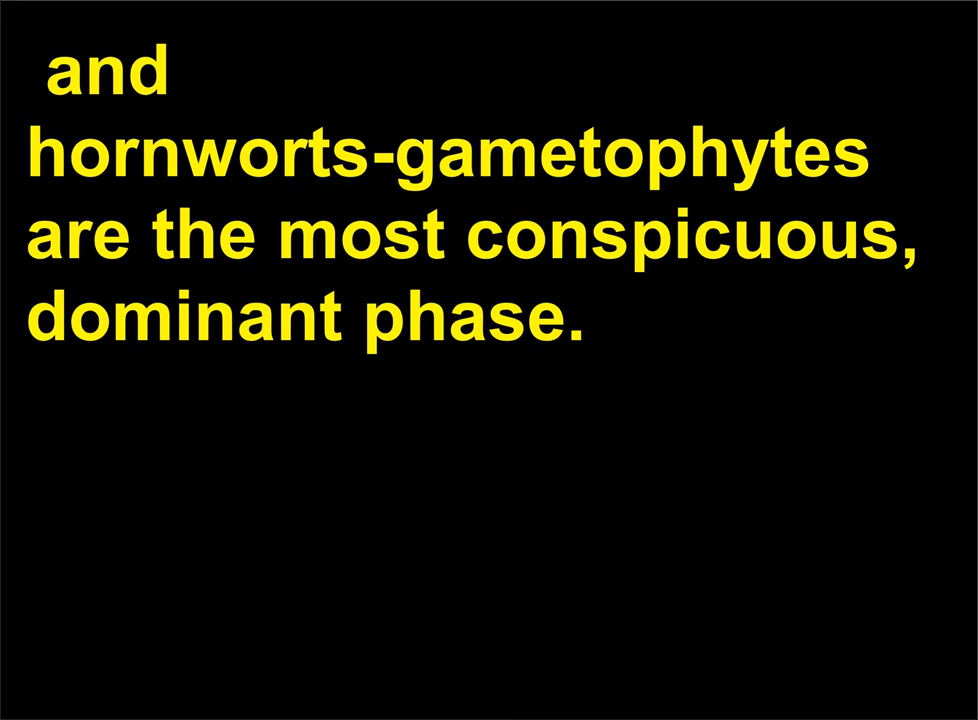 and
hornworts-gametophytes
are the most conspicuous,
dominant phase.